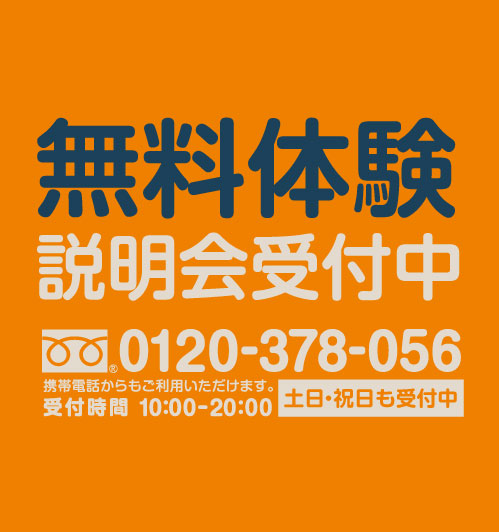 無料体験
説明会受付中
0120-378-056
®
携帯電話からもご利用いただけます。
受付時間 10:00-20:00 土日・祝日も受付中